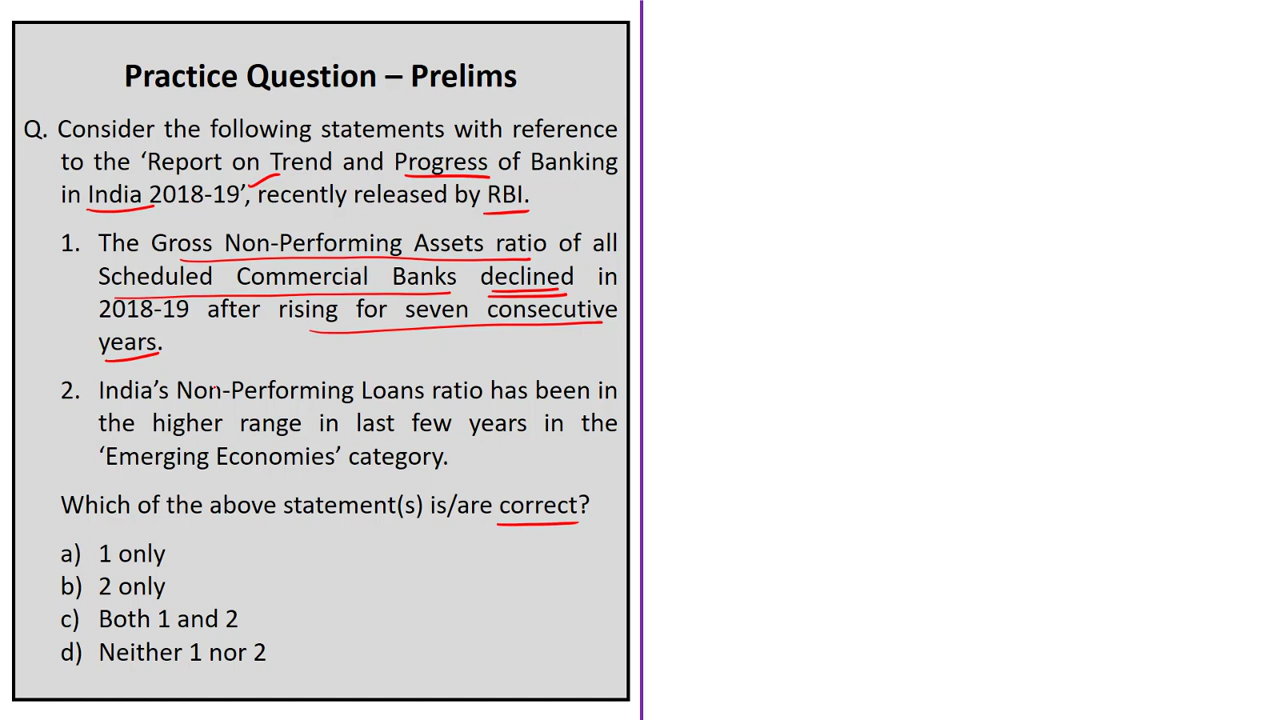 Practice Question – Prelims
Q. Consider the following statements with reference
to the ‘Report on Trend and Progress of Banking
in India 2018-19’, recently released by RBI.
1. The Gross Non-Performing Assets ratio of all
Scheduled Commercial Banks declined in
2018-19 after rising for seven consecutive
years.
2. India’s Non-Performing Loans ratio has been in
the higher range in last few years in the
‘Emerging Economies’ category.
Which of the above statement(s) is/are correct?
a) 1 only
b) 2 only
c) Both 1 and 2
d) Neither 1 nor 2